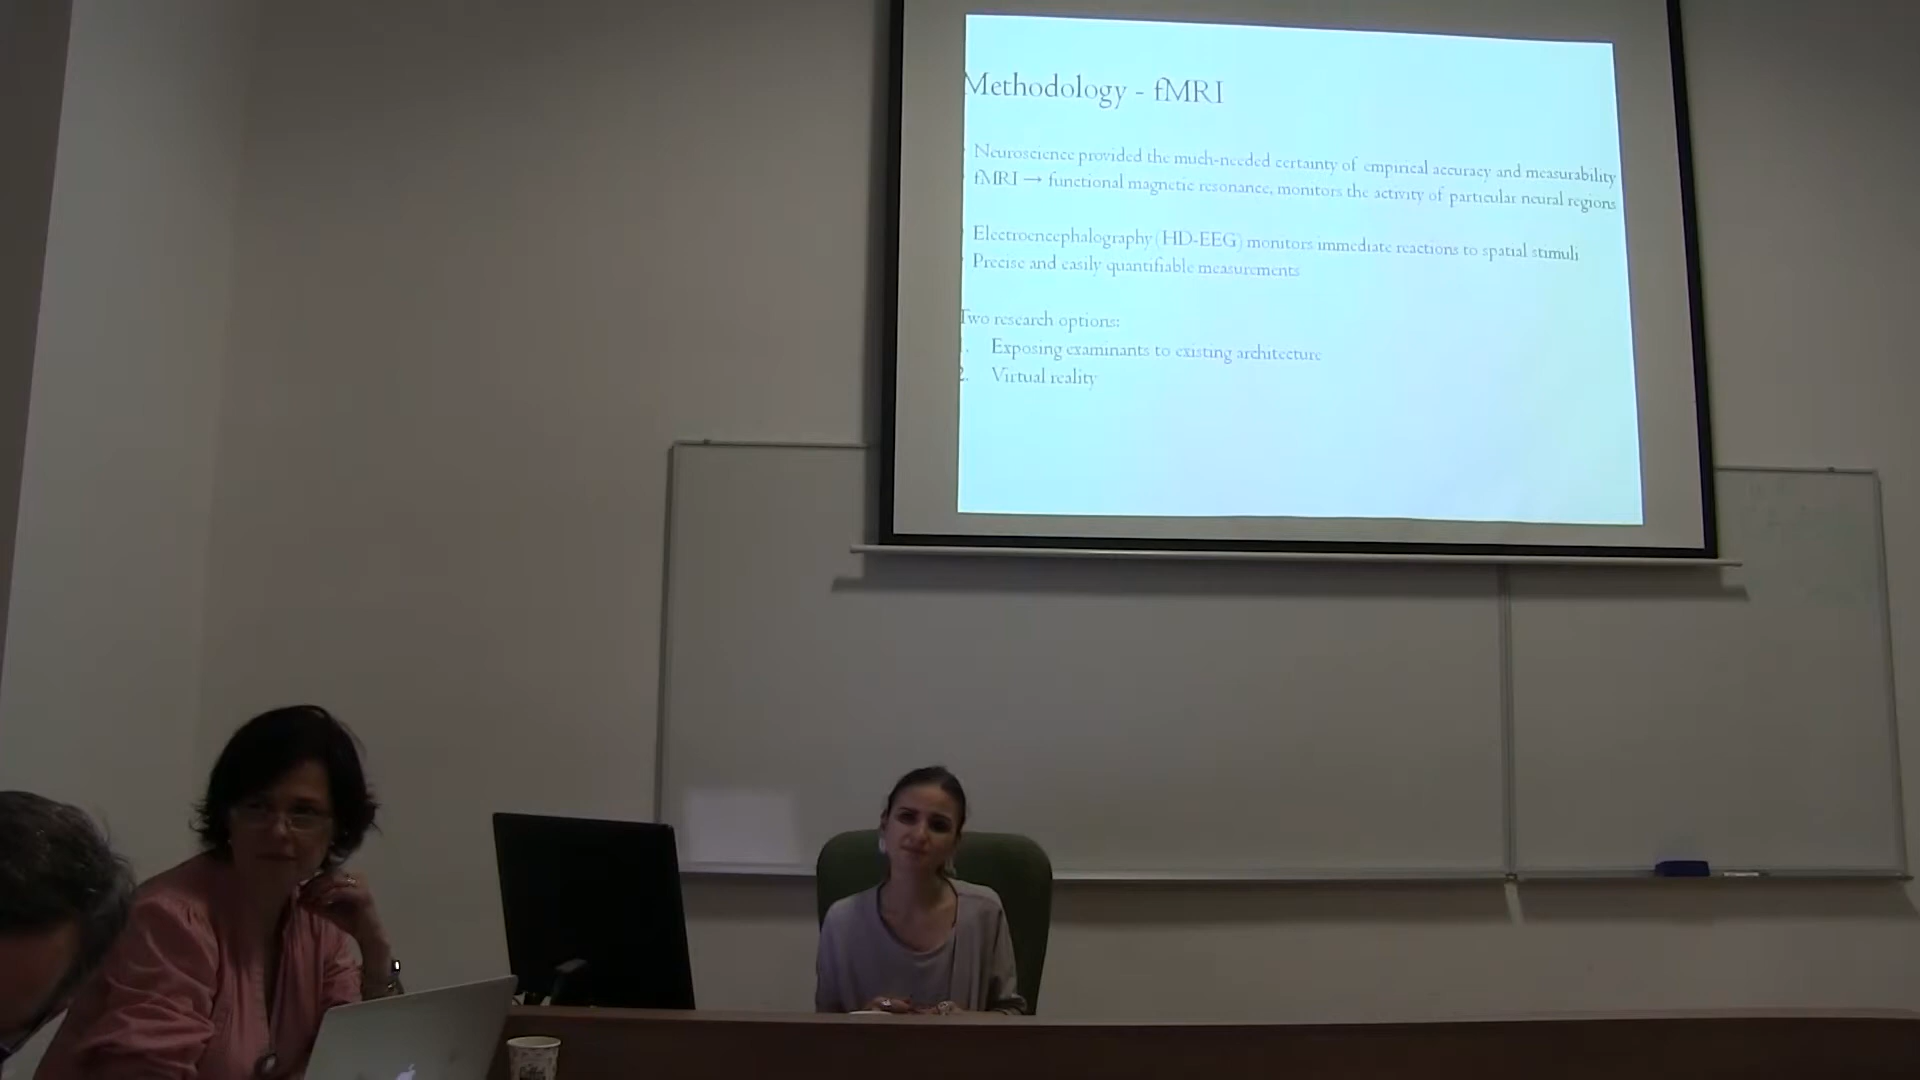 Methodology - fMRI
Neuroscience provided the much-needed certainty of empirical accuracy and measurability
fMRI → functional magnetic resonance, monitors the activity of particular neural regions
Electroencephalography (HD-EEG) monitors immediate reactions to spatial stimuli
Precise and easily quantifiable measurements
Two research options:
1. Exposing examinants to existing architecture
2. Virtual reality